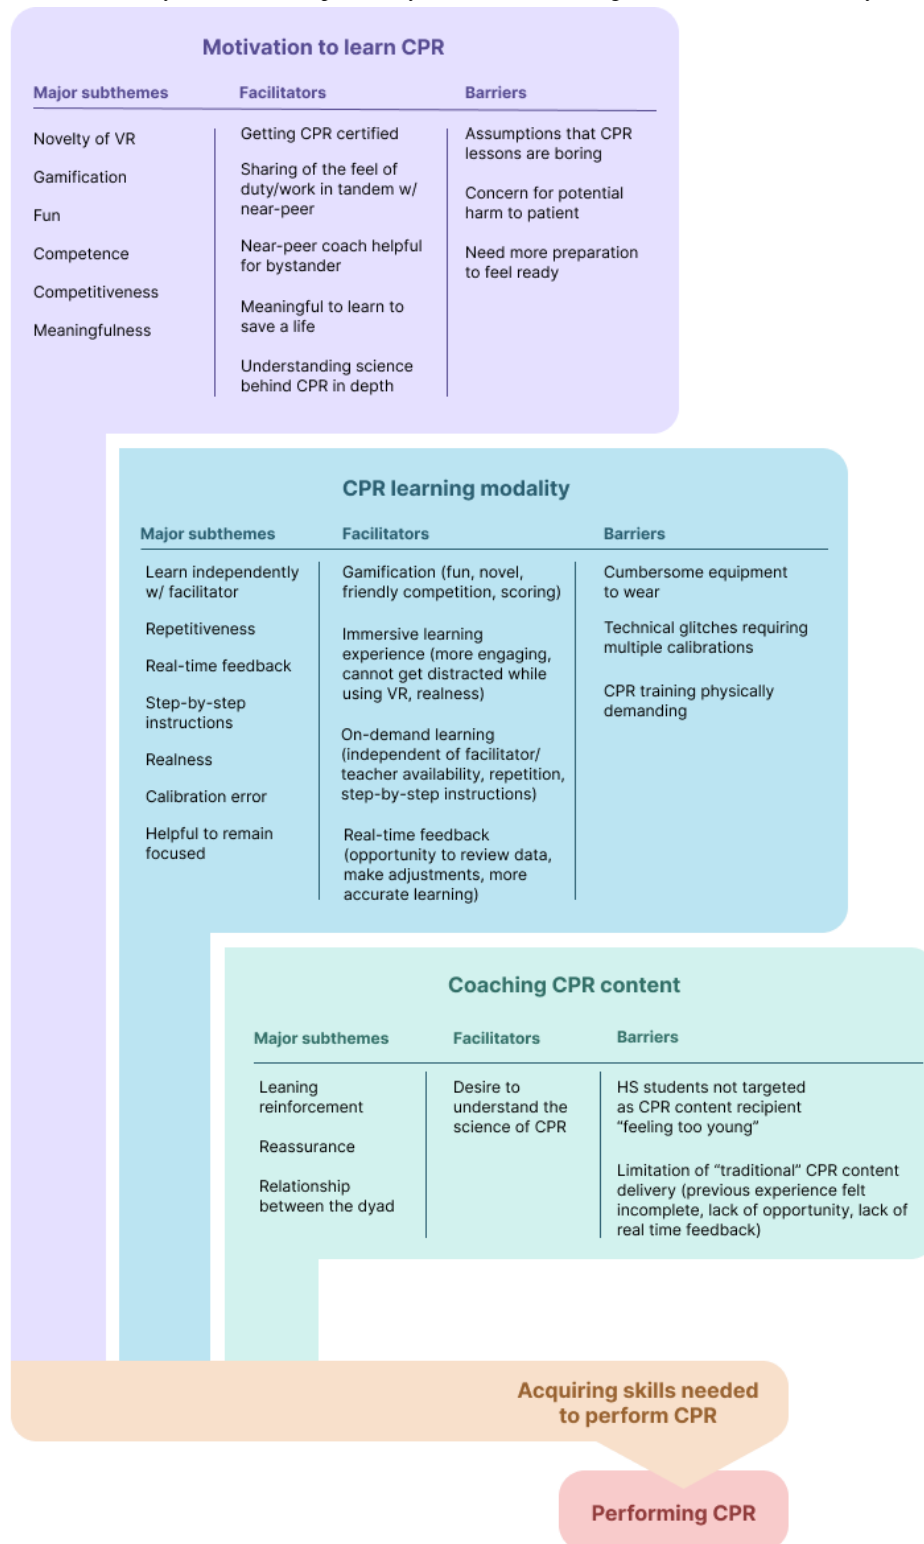 Motivation to learn CPR
Major subthemes
Facilitators
Barriers
Novelty of VR
Gamification
Fun
Competence
Competitiveness
Meaningfulness
Getting CPR certified
Sharing of the feel of
duty/work in tandem w/
near-peer
Near-peer coach helpful
for bystander
Meaningful to learn to
save a life
Understanding science
behind CPR in depth
Assumptions that CPR
lessons are boring
Concern for potential
harm to patient
Need more preparation
to feel ready
CPR learning modality
Major subthemes
Facilitators
Barriers
Learn independently
w/ facilitator
Repetitiveness
Real-time feedback
Step-by-step
instructions
Realness
Calibration error
Helpful to remain
focused
Gamification (fun, novel,
friendly competition, scoring)
Immersive learning
experience (more engaging,
cannot get distracted while
using VR, realness)
On-demand learning
(independent of facilitator/
teacher availability, repetition,
step-by-step instructions)
Real-time feedback
(opportunity to review data,
make adjustments, more
accurate learning)
Cumbersome equipment
to wear
Technical glitches requiring
multiple calibrations
CPR training physically
demanding
Coaching CPR content
Major subthemes
Facilitators
Barriers
Leaning
reinforcement
Reassurance
Relationship
between the dyad
Desire to
understand the
science of CPR
HS students not targeted
as CPR content recipient
“feeling too young”
Limitation of “traditional” CPR content
delivery (previous experience felt
incomplete, lack of opportunity, lack of
real time feedback)
Acquiring skills needed
to perform CPR
Performing CPR